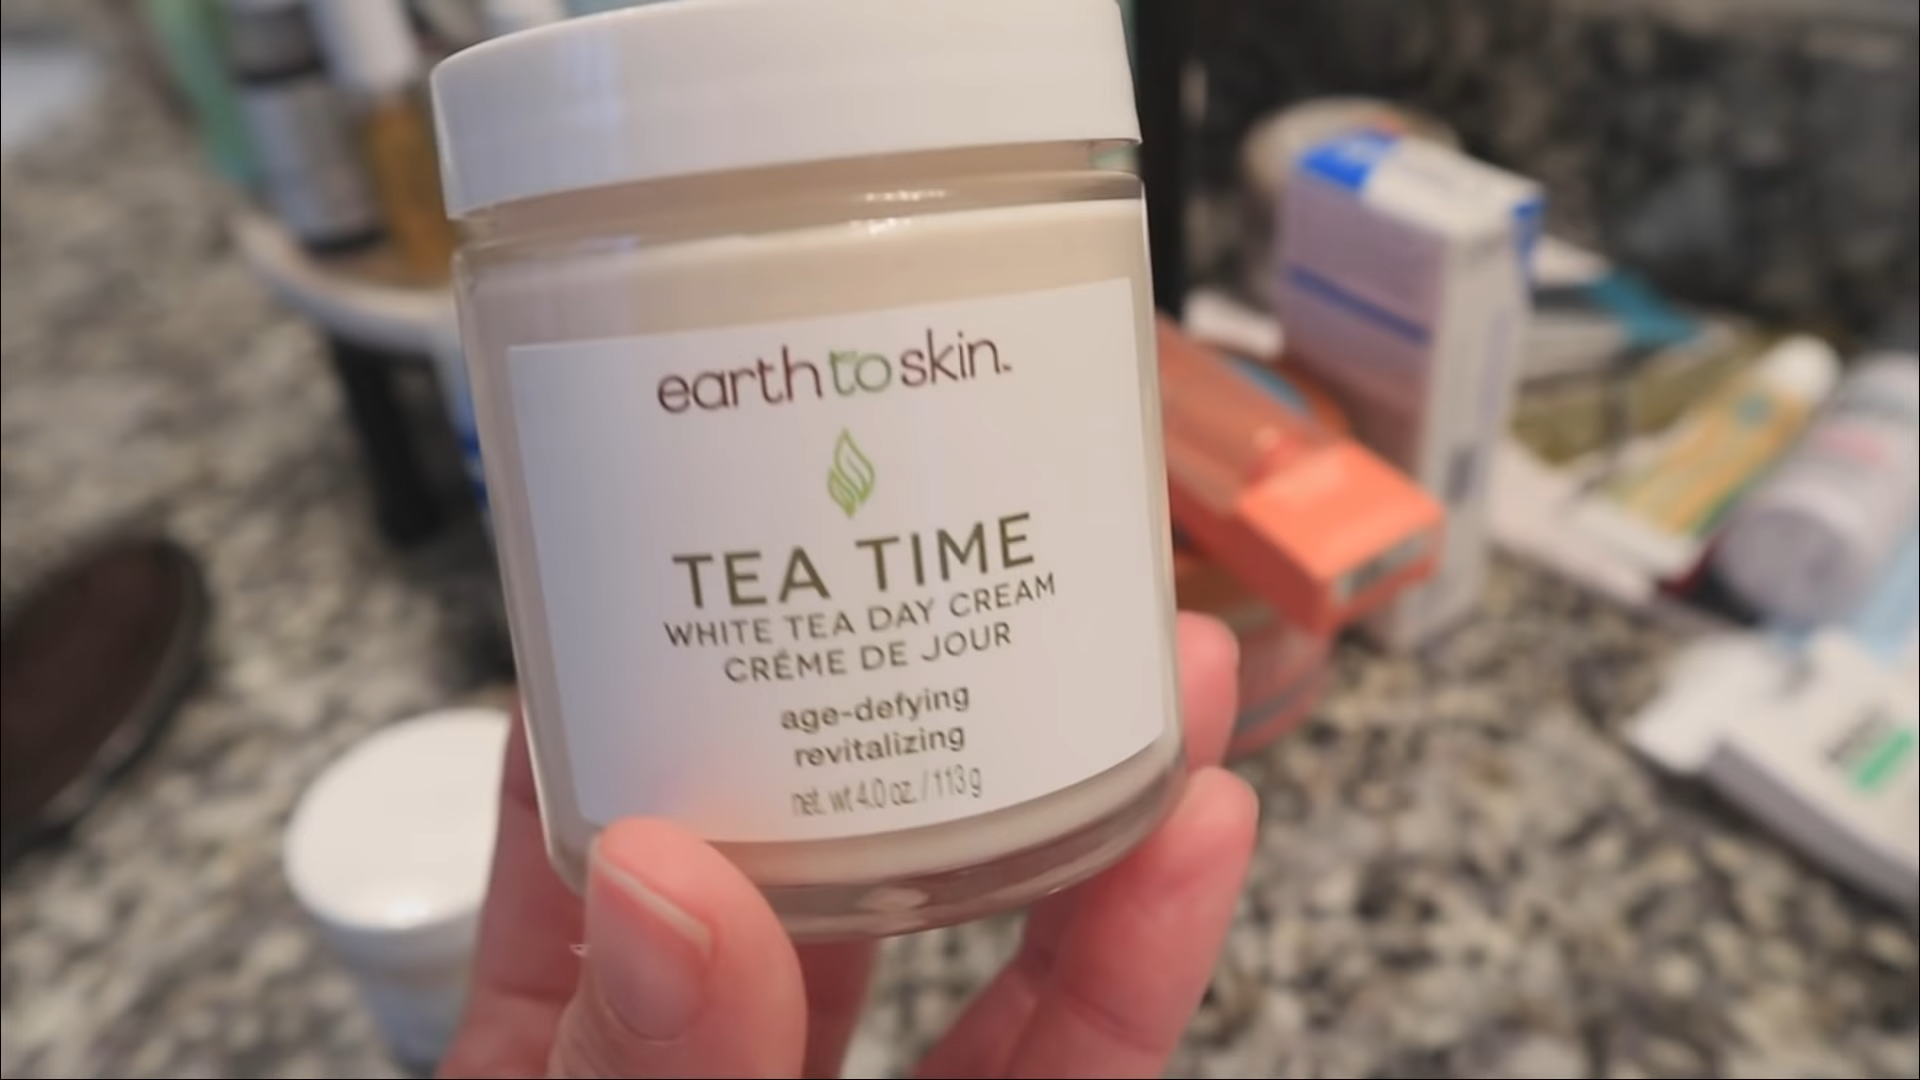 earth to skin.
TEA TIME
WHITE TEA DAY CREAM
CRÉME DE JOUR
age-defying
revitalizing
net. wt 4.0 oz. / 113 g